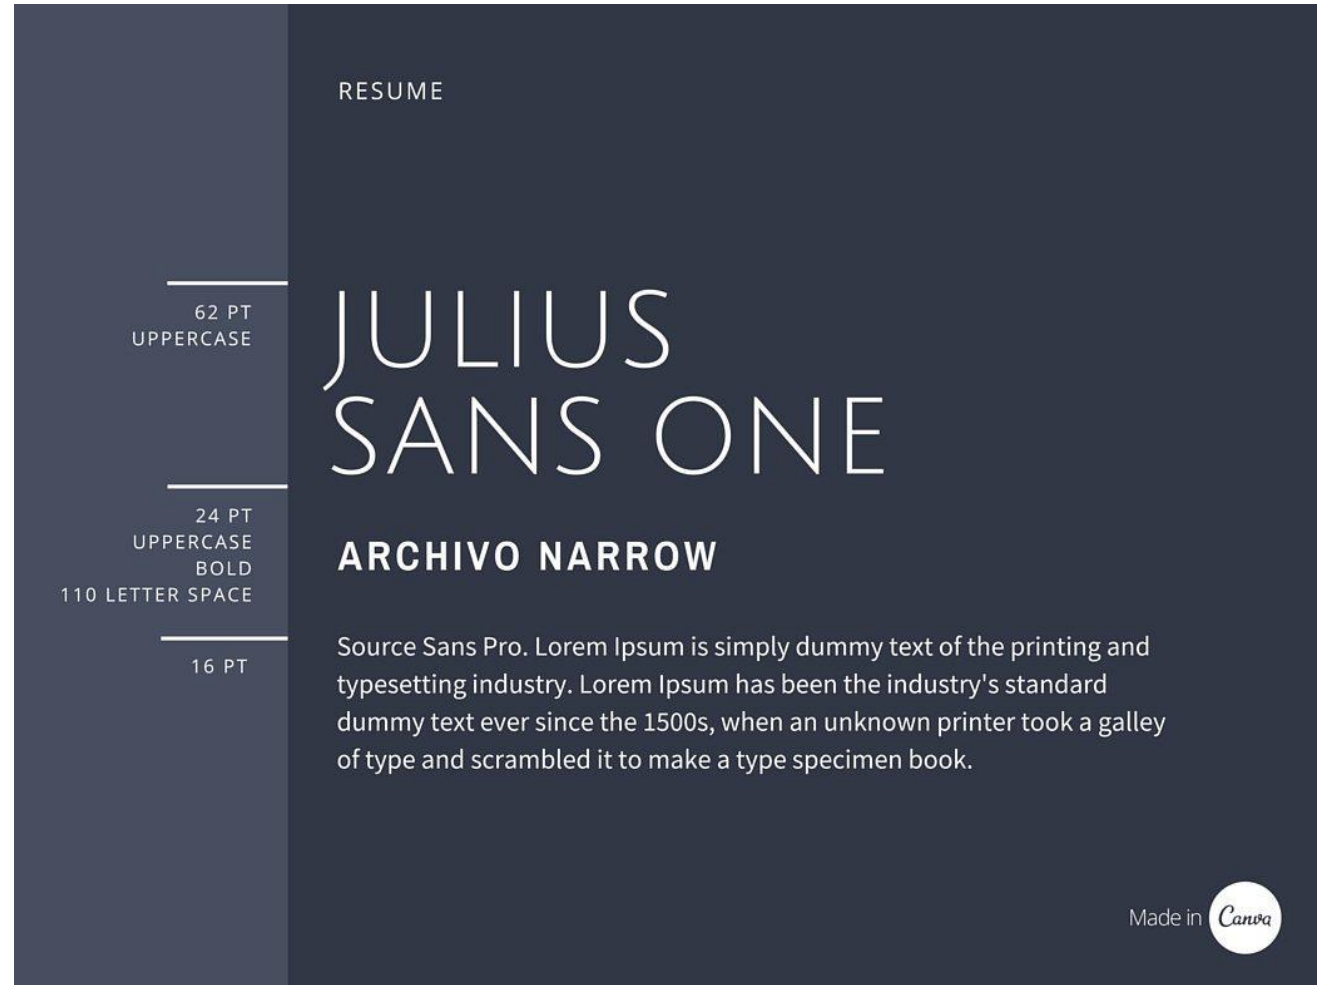 RESUME
62 PT
UPPERCASE
JULIUS
SANS ONE
24 PT
UPPERCASE
BOLD
110 LETTER SPACE
ARCHIVO NARROW
16 PT
Source Sans Pro. Lorem Ipsum is simply dummy text of the printing and
typesetting industry. Lorem Ipsum has been the industry's standard
dummy text ever since the 1500s, when an unknown printer took a galley
of type and scrambled it to make a type specimen book.
Made in Canva